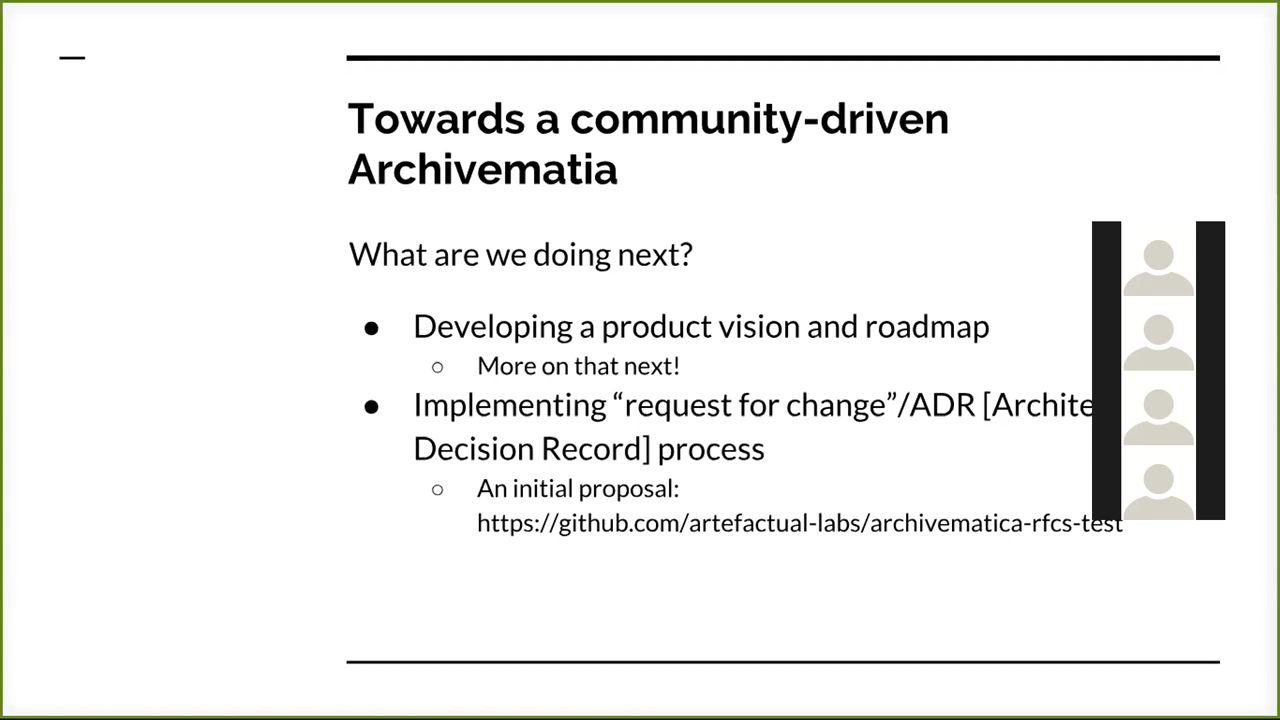 Towards a community-driven
Archivematia
What are we doing next?
● Developing a product vision and roadmap
○ More on that next!
● Implementing “request for change”/ADR [Archite
Decision Record] process
○ An initial proposal:
https://github.com/artefactual-labs/archivematica-rfcs-test